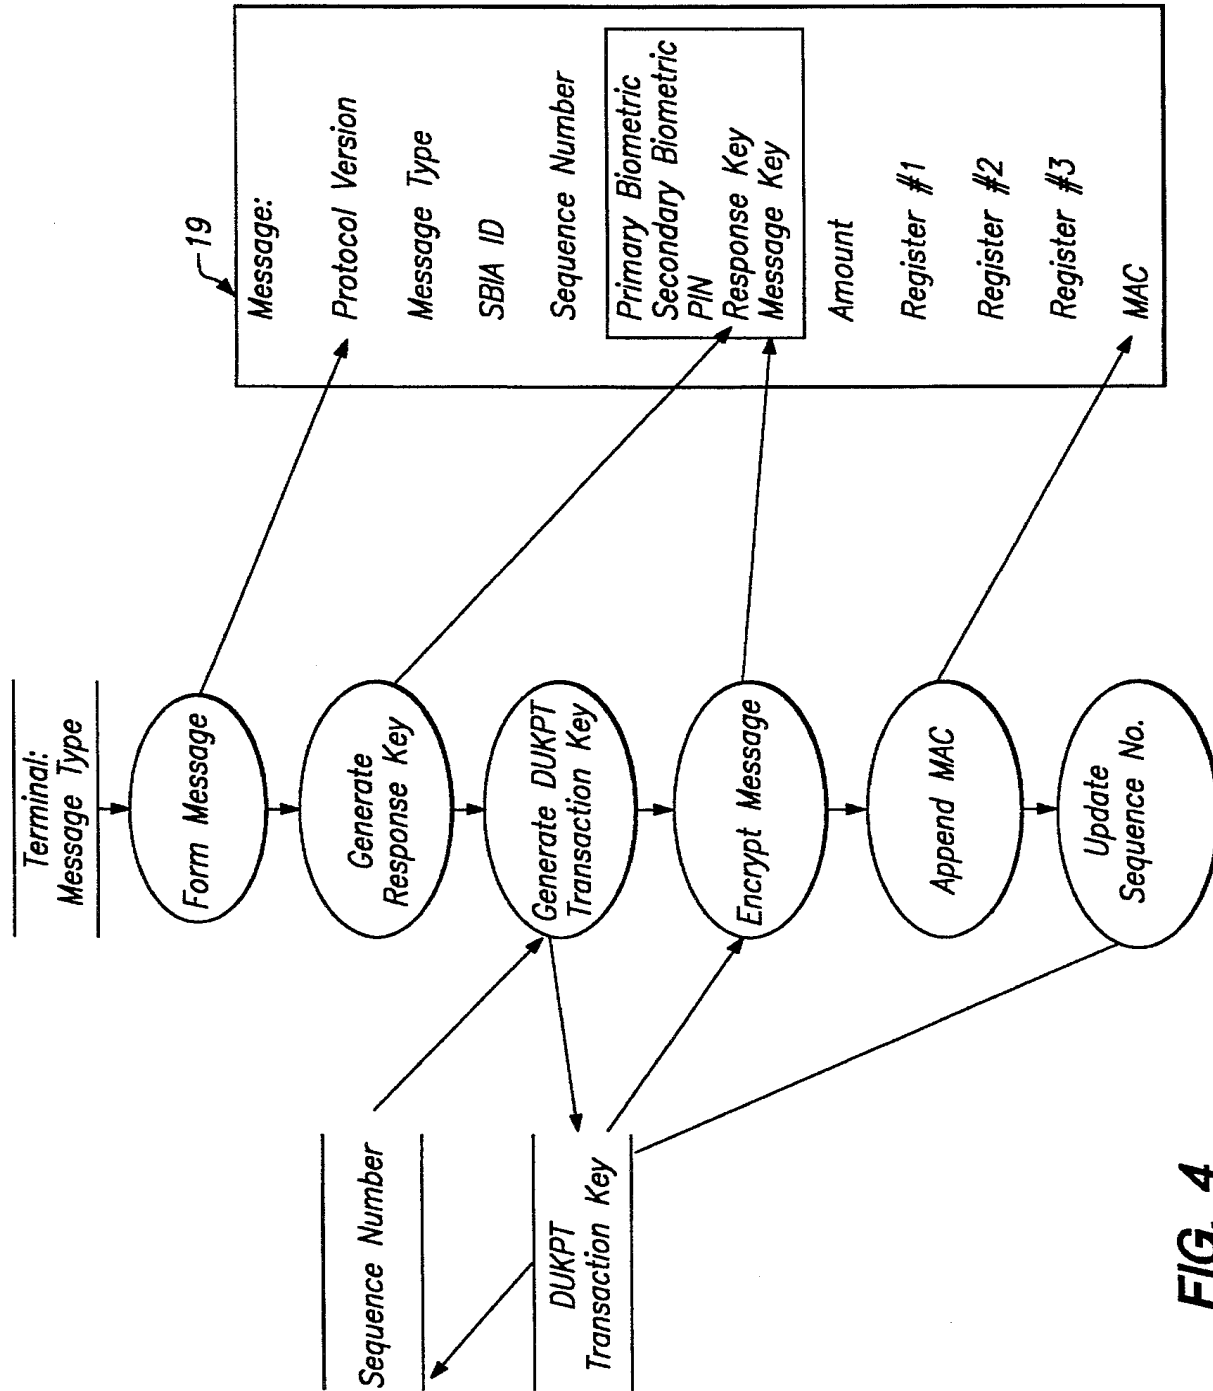 Terminal:
Message Type
Form Message
Generate
Response Key
Generate DUKPT
Transaction Key
Encrypt Message
Append MAC
Update
Sequence No.
Sequence Number
DUKPT
Transaction Key
19
Message:
Protocol Version
Message Type
SBIA ID
Sequence Number
Primary Biometric
Secondary Biometric
PIN
Response Key
Message Key
Amount
Register #1
Register #2
Register #3
MAC
FIG. 4